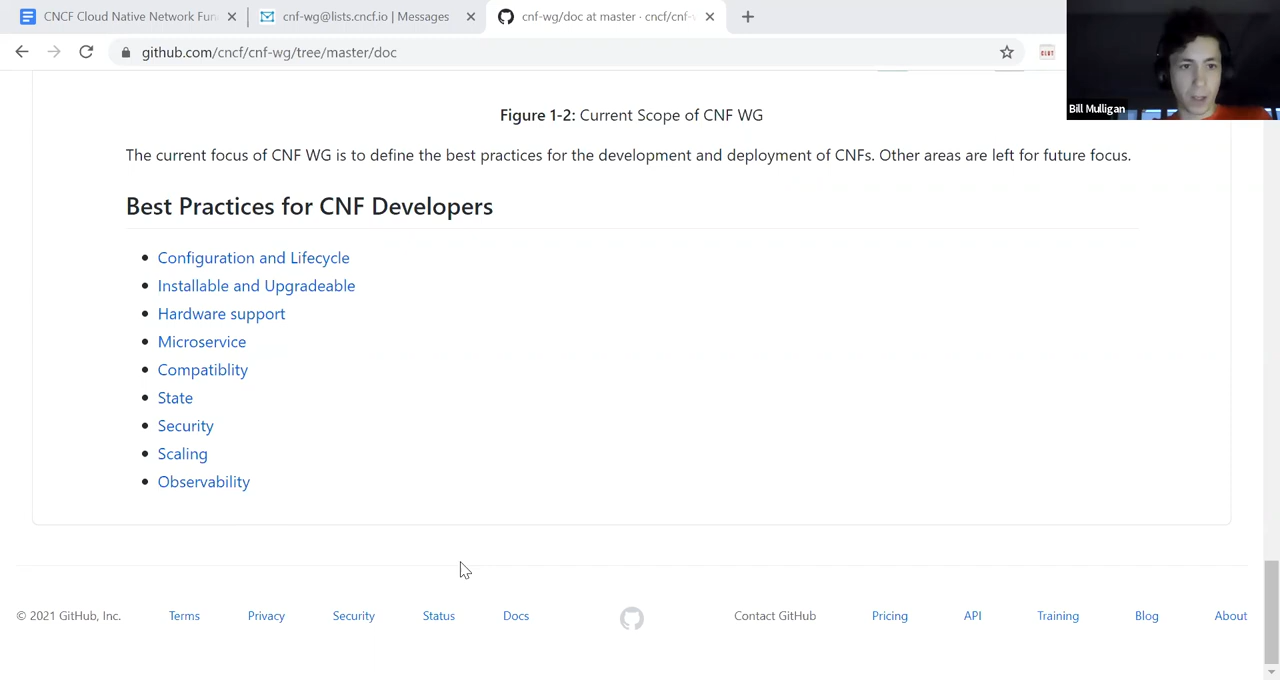 CNCF Cloud Native Network Fun
cnf-wg@lists.cncf.io | Messages
cnf-wg/doc at master · cncf/cnf-
github.com/cncf/cnf-wg/tree/master/doc
Bill Mulligan
Figure 1-2: Current Scope of CNF WG
The current focus of CNF WG is to define the best practices for the development and deployment of CNFs. Other areas are left for future focus.
Best Practices for CNF Developers
Configuration and Lifecycle
Installable and Upgradeable
Hardware support
Microservice
Compatiblity
State
Security
Scaling
Observability
© 2021 GitHub, Inc. Terms Privacy Security Status Docs Contact GitHub Pricing API Training Blog About